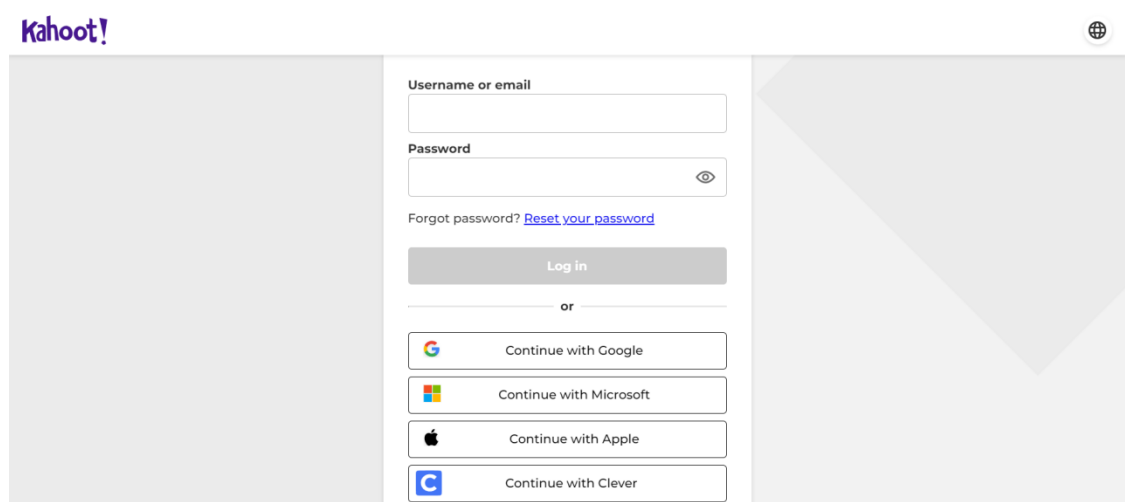 Kahoot!
Username or email
Password
Forgot password? Reset your password
Log in
or
Continue with Google
Continue with Microsoft
Continue with Apple
C Continue with Clever